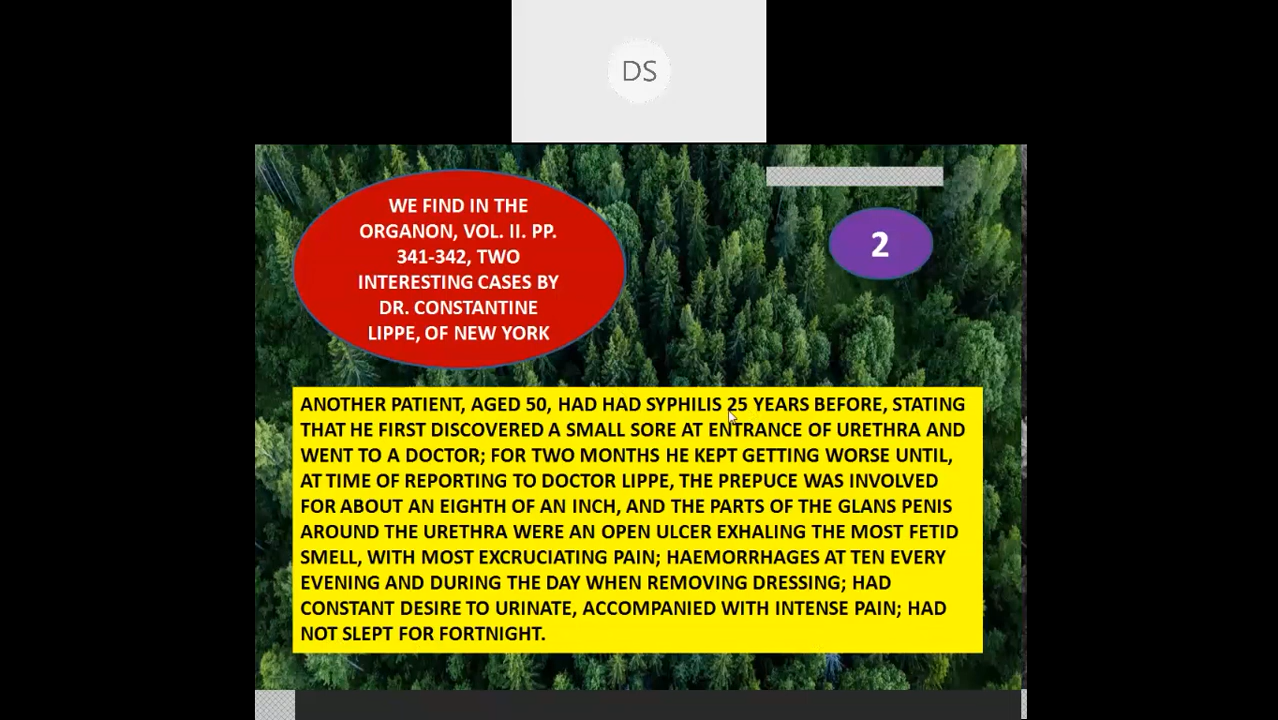 DS
WE FIND IN THE
ORGANON, VOL. II. PP.
341-342, TWO
INTERESTING CASES BY
DR. CONSTANTINE
LIPPE, OF NEW YORK
2
ANOTHER PATIENT, AGED 50, HAD HAD SYPHILIS 25 YEARS BEFORE, STATING
THAT HE FIRST DISCOVERED A SMALL SORE AT ENTRANCE OF URETHRA AND
WENT TO A DOCTOR; FOR TWO MONTHS HE KEPT GETTING WORSE UNTIL,
AT TIME OF REPORTING TO DOCTOR LIPPE, THE PREPUCE WAS INVOLVED
FOR ABOUT AN EIGHTH OF AN INCH, AND THE PARTS OF THE GLANS PENIS
AROUND THE URETHRA WERE AN OPEN ULCER EXHALING THE MOST FETID
SMELL, WITH MOST EXCRUCIATING PAIN; HAEMORRHAGES AT TEN EVERY
EVENING AND DURING THE DAY WHEN REMOVING DRESSING; HAD
CONSTANT DESIRE TO URINATE, ACCOMPANIED WITH INTENSE PAIN; HAD
NOT SLEPT FOR FORTNIGHT.